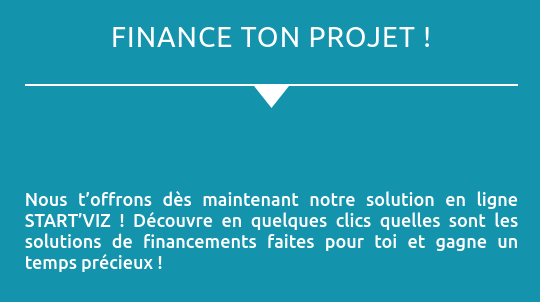 FINANCE TON PROJET !
Nous t’offrons dès maintenant notre solution en ligne
START’VIZ ! Découvre en quelques clics quelles sont les
solutions de financements faites pour toi et gagne un
temps précieux !